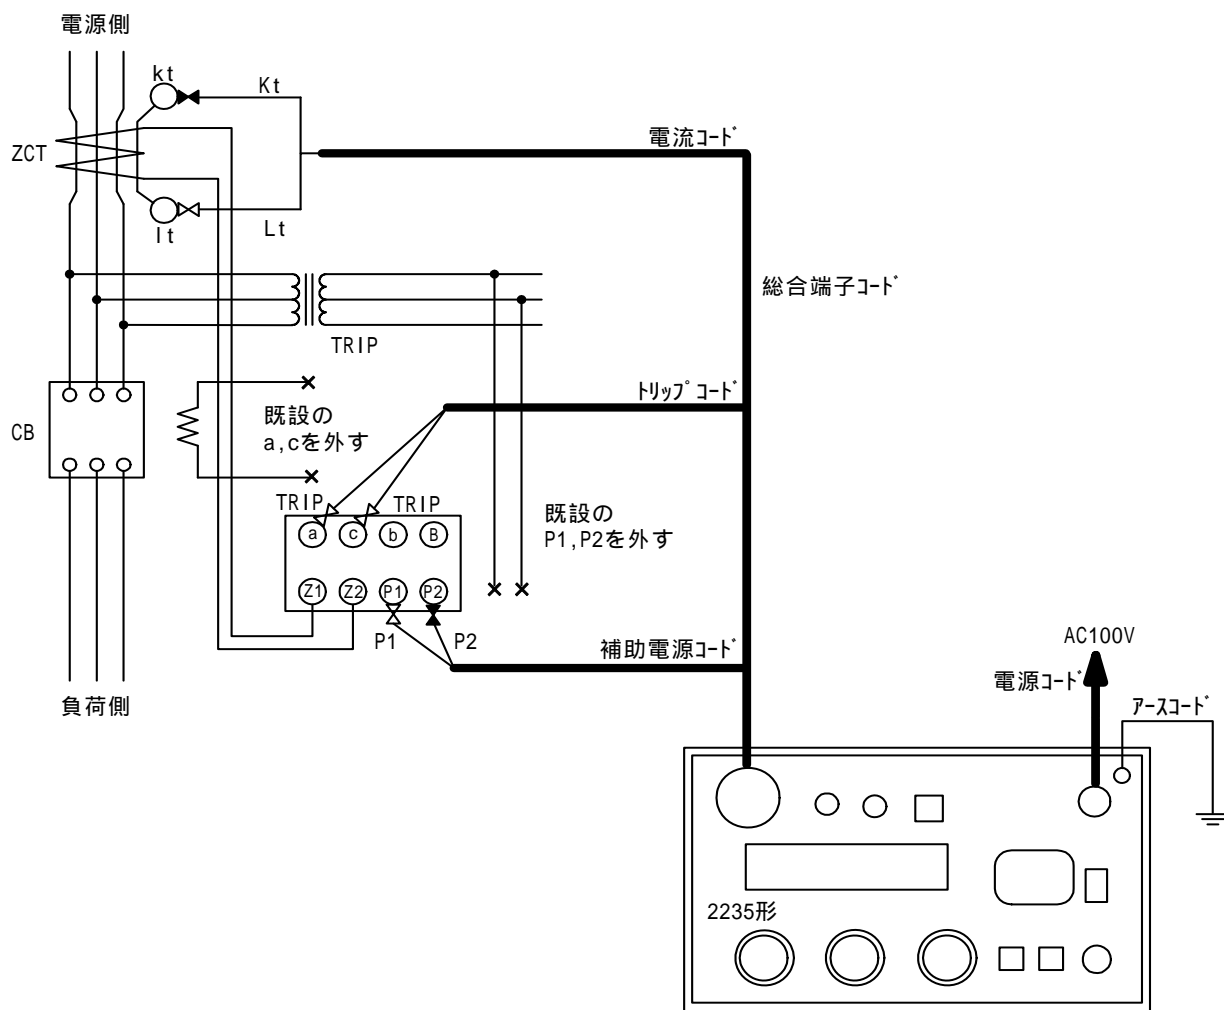 電源側
kt
Kt
ZCT
電流ｺｰﾄﾞ
lt
Lt
総合端子ｺｰﾄﾞ
TRIP
ﾄﾘｯﾌﾟｺｰﾄﾞ
CB
既設の
a,cを外す
TRIP
TRIP
a
c
b
B
既設の
P1,P2を外す
Z1
Z2
P1
P2
P1
P2
補助電源ｺｰﾄﾞ
AC100V
電源ｺｰﾄﾞ
ｱｰｽｺｰﾄﾞ
負荷側
2235形